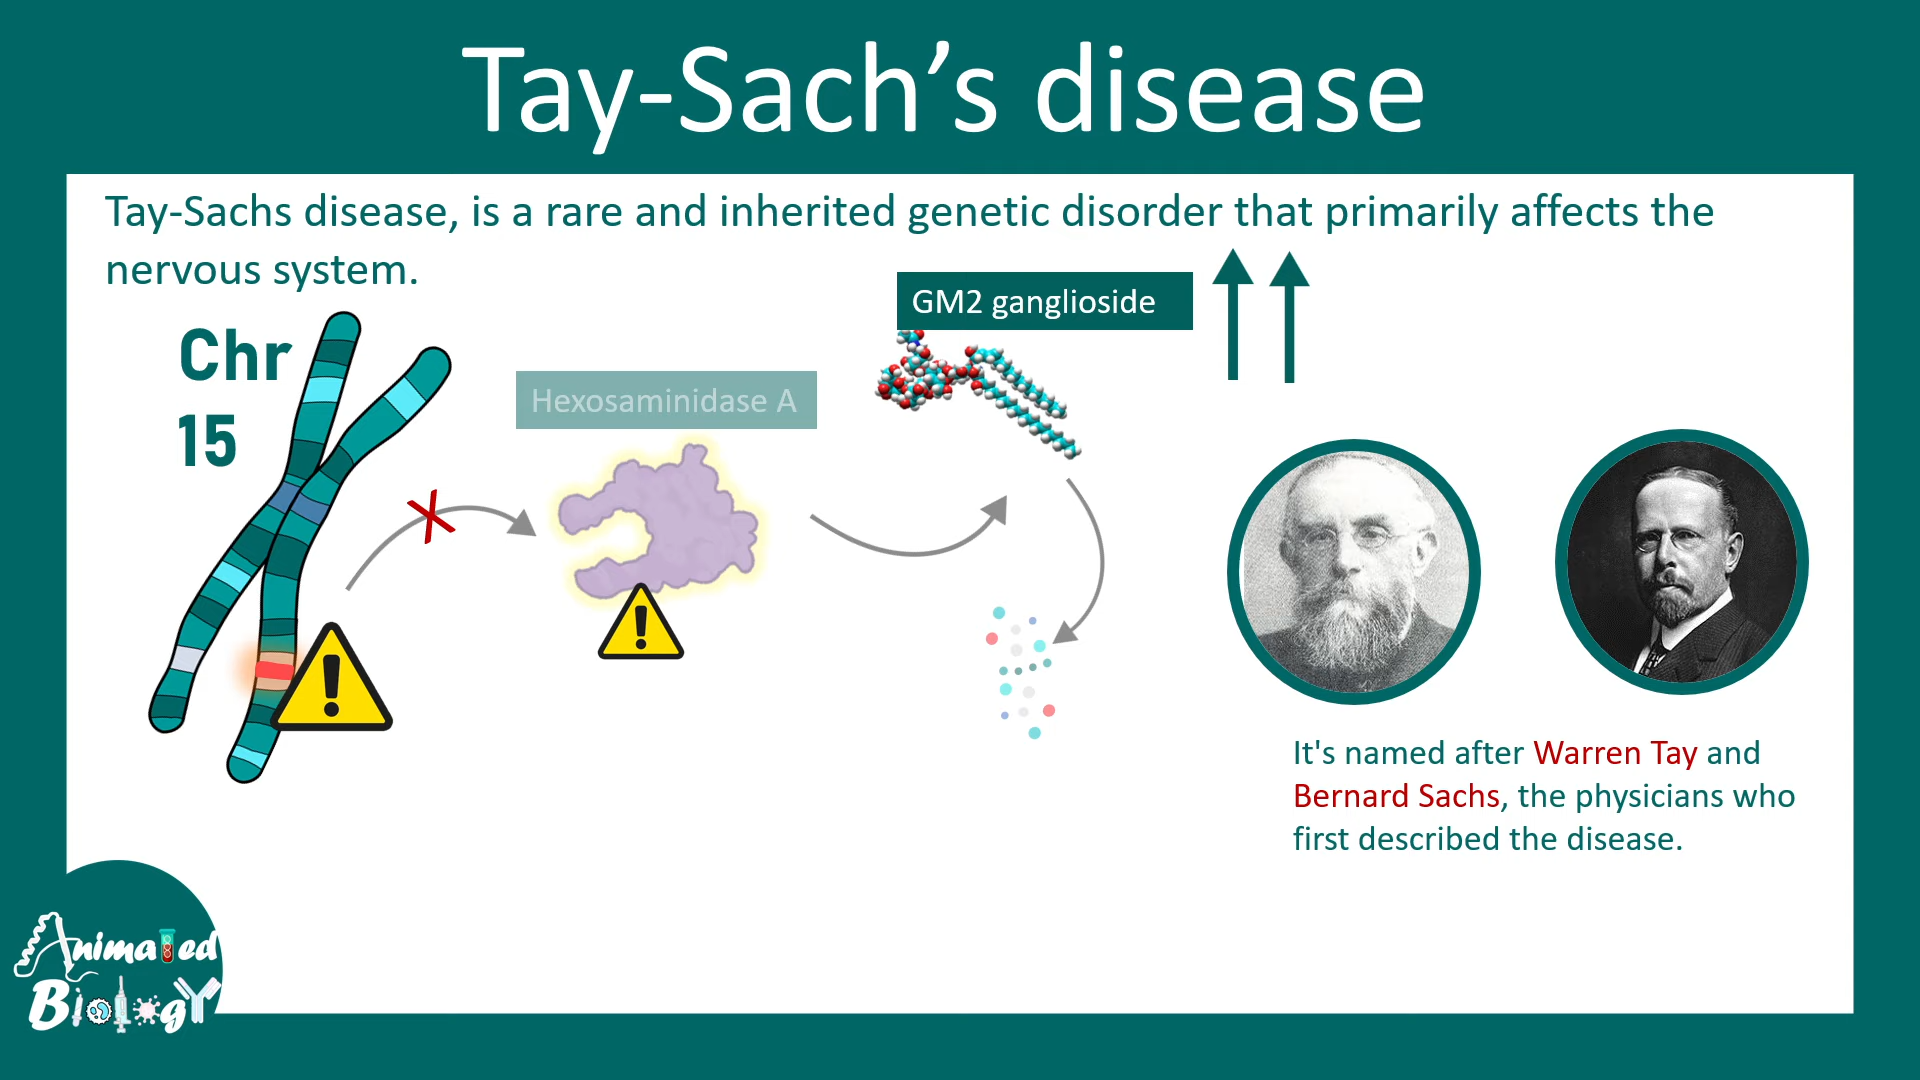 Tay-Sach’s disease
Tay-Sachs disease, is a rare and inherited genetic disorder that primarily affects the
nervous system.
GM2 ganglioside
Chr
15
Hexosaminidase A
It's named after Warren Tay and
Bernard Sachs, the physicians who
first described the disease.
Animated
Biology